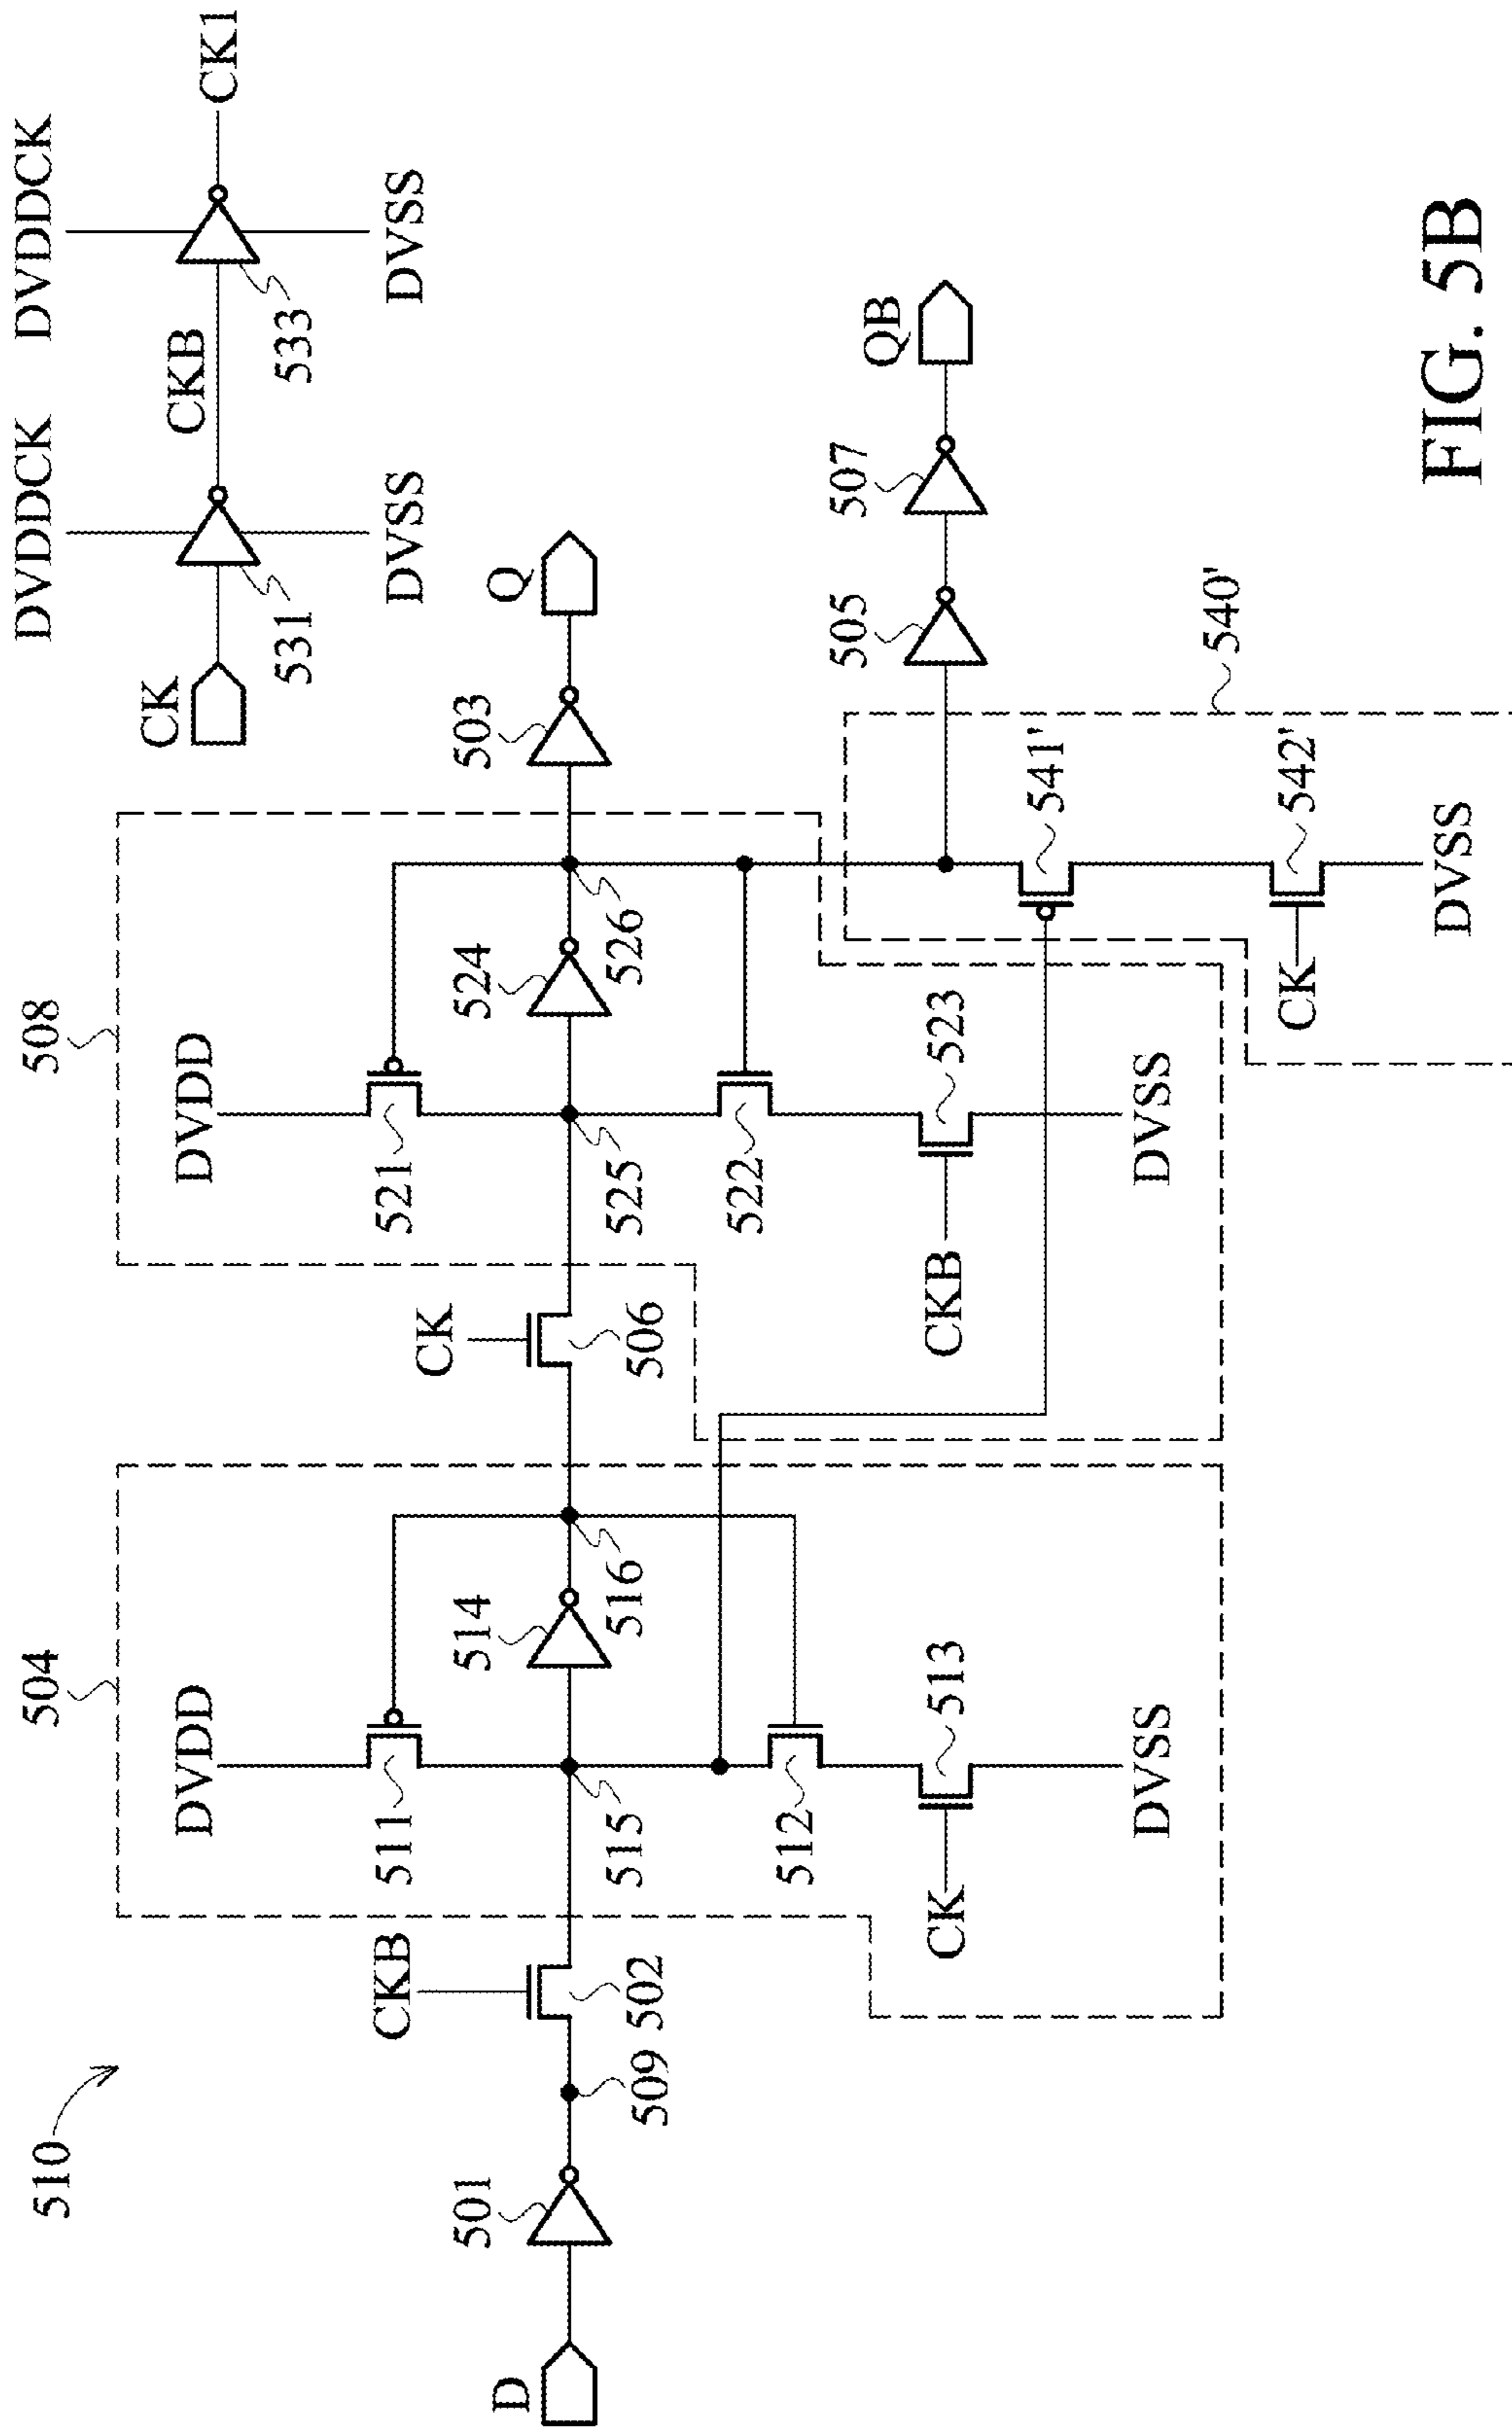 510
504
508
DVDDCK
DVDDCK
CK
CKB
CK1
531
533
DVSS
DVSS
DVDD
DVDD
511
521
CKB
CK
D
501
514
524
503
Q
509
502
515
516
506
525
526
512
522
CK
513
CKB
523
505
507
QB
DVSS
DVSS
541'
540'
CK
542'
DVSS
FIG. 5B